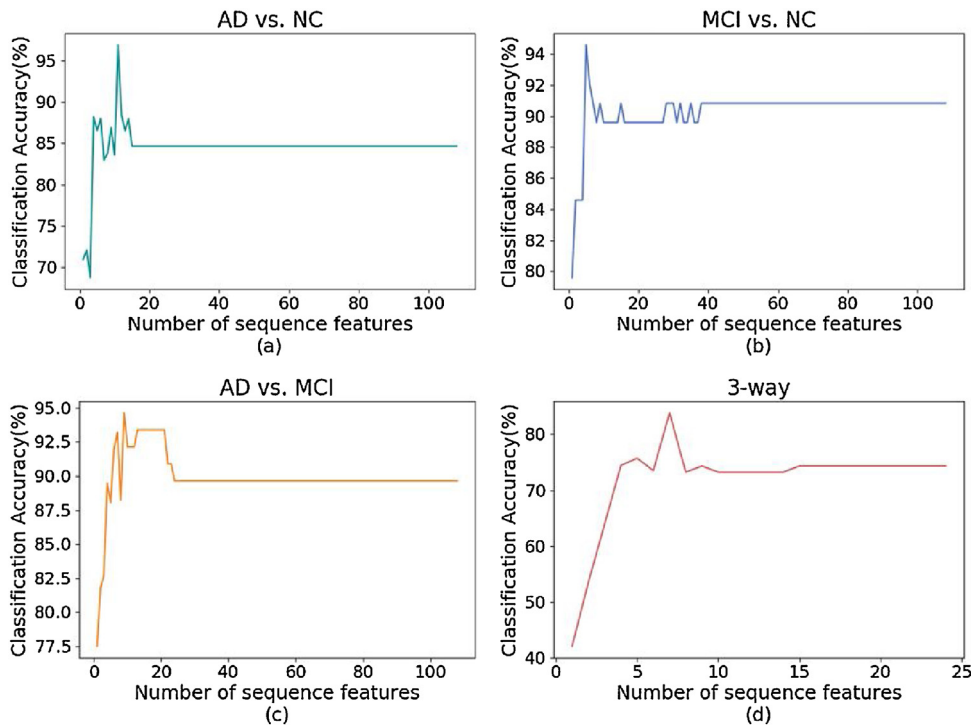 AD vs. NC
Classification Accuracy(%)
95
90
85
80
75
70
0 20 40 60 80 100
Number of sequence features
(a)
MCI vs. NC
Classification Accuracy(%)
94
92
90
88
86
84
82
80
0 20 40 60 80 100
Number of sequence features
(b)
AD vs. MCI
Classification Accuracy(%)
95.0
92.5
90.0
87.5
85.0
82.5
80.0
77.5
0 20 40 60 80 100
Number of sequence features
(c)
3-way
Classification Accuracy(%)
80
70
60
50
40
0 5 10 15 20 25
Number of sequence features
(d)